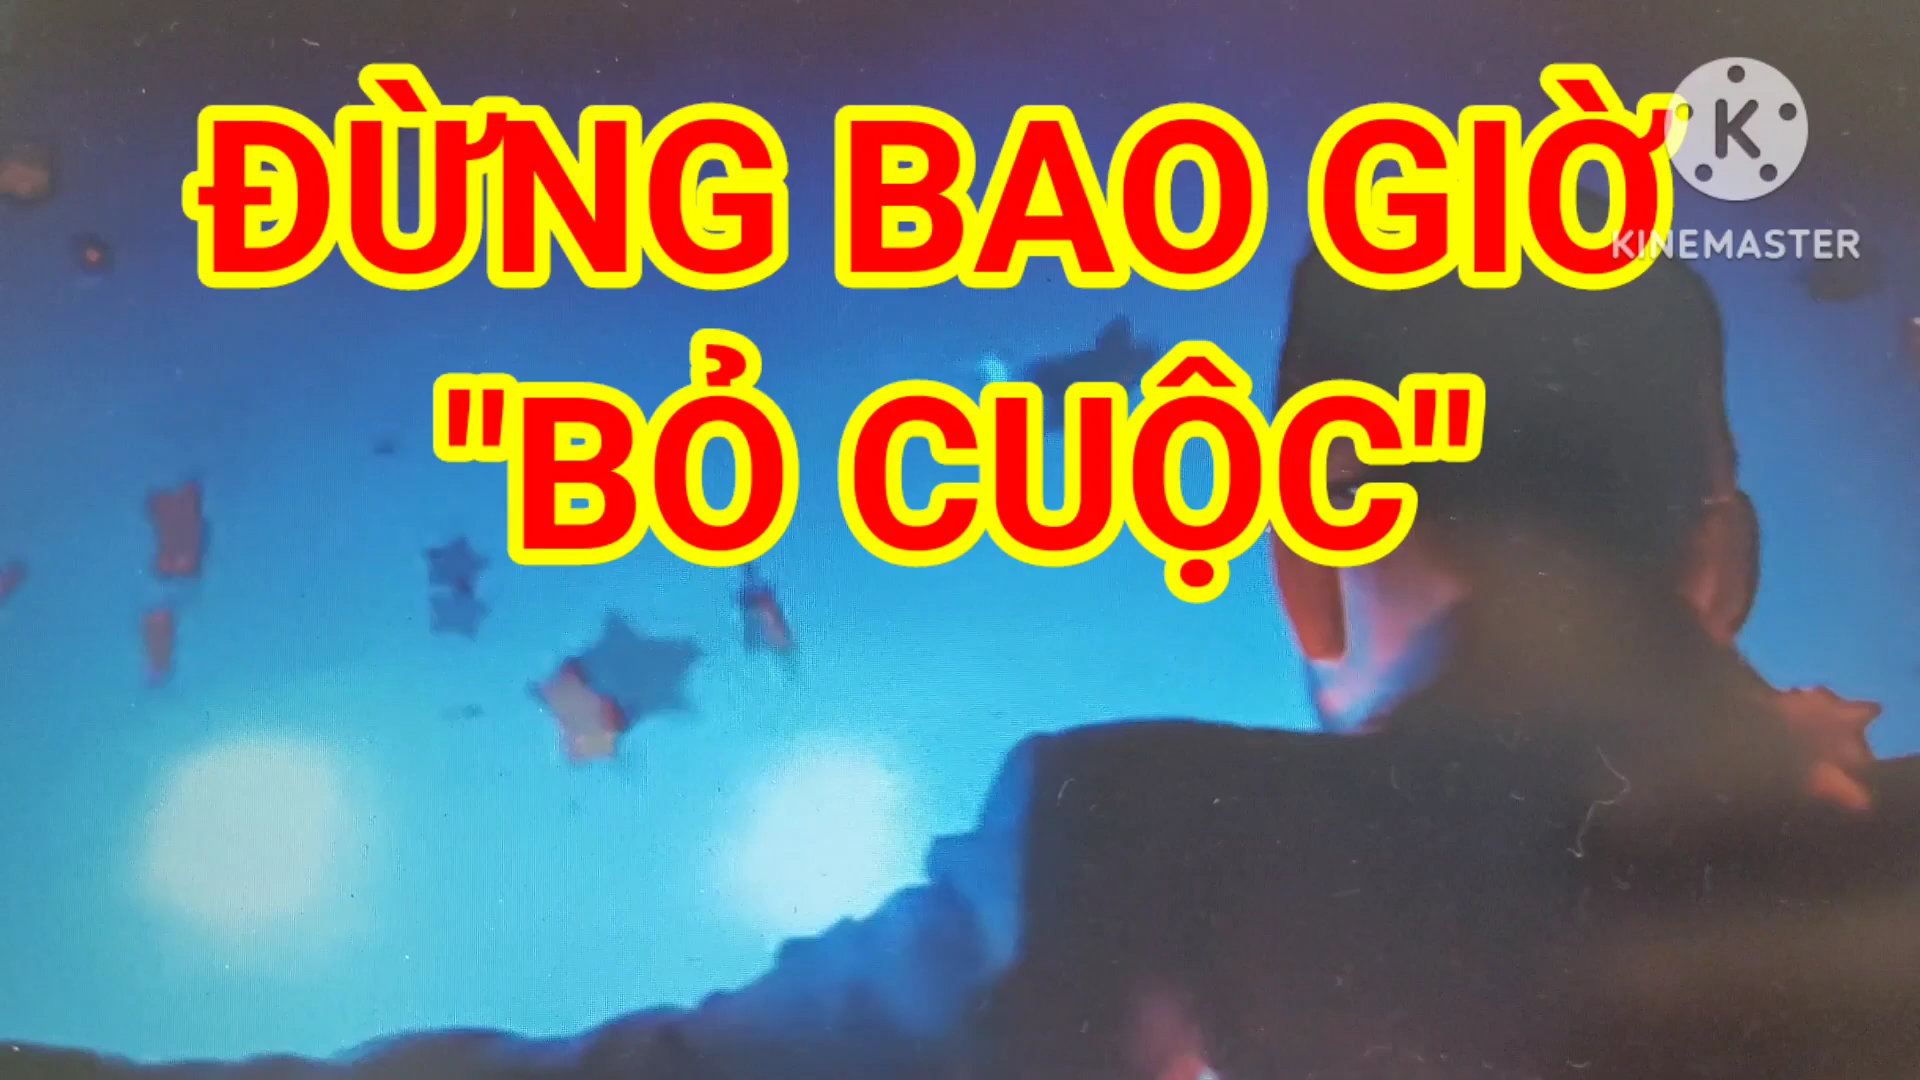 ĐỪNG BAO GIỜ
"BỎ CUỘC"
K
KINEMASTER